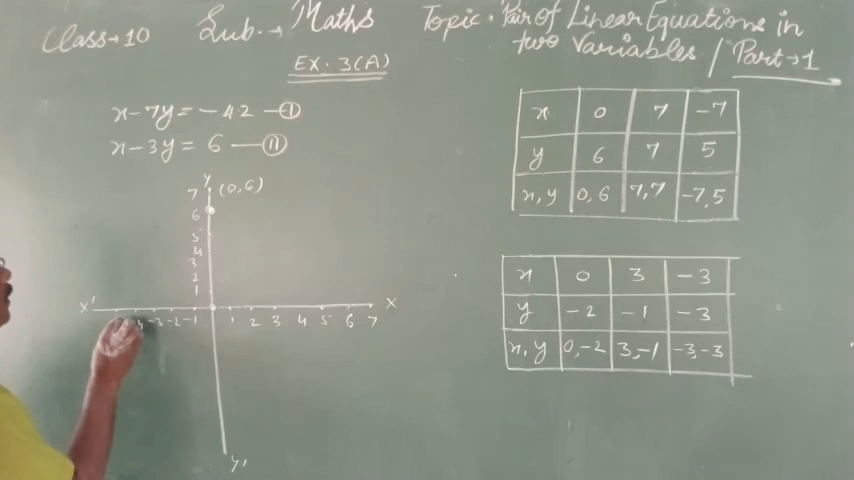 Class→10 Sub.→ Maths Topic. Pair of Linear Equations in
two Variables / Part→1
Ex. 3(A)
x-7y=-42 —(I)
x-3y= 6 —(II)
x 0 7 -7
y 6 7 5
x,y 0,6 7,7 -7,5
x 0 3 -3
y -2 -1 -3
x,y 0,-2 3,-1 -3,-3
y
7 (0,6)
6
5
4
3
2
1
x' x
-3 -2 -1 1 2 3 4 5 6 7
y'